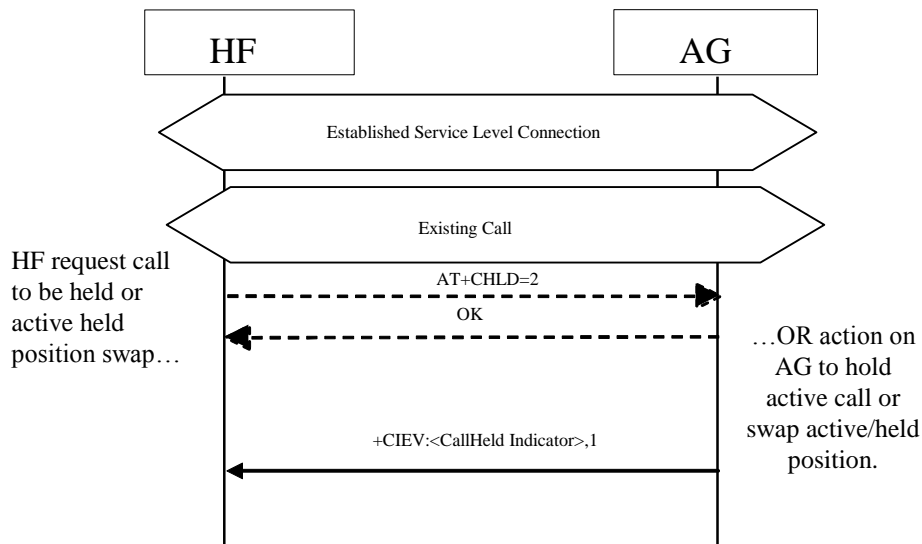 HF
AG
Established Service Level Connection
Existing Call
HF request call
to be held or
active held
position swap…
AT+CHLD=2
OK
…OR action on
AG to hold
active call or
swap active/held
position.
+CIEV:<CallHeld Indicator>,1